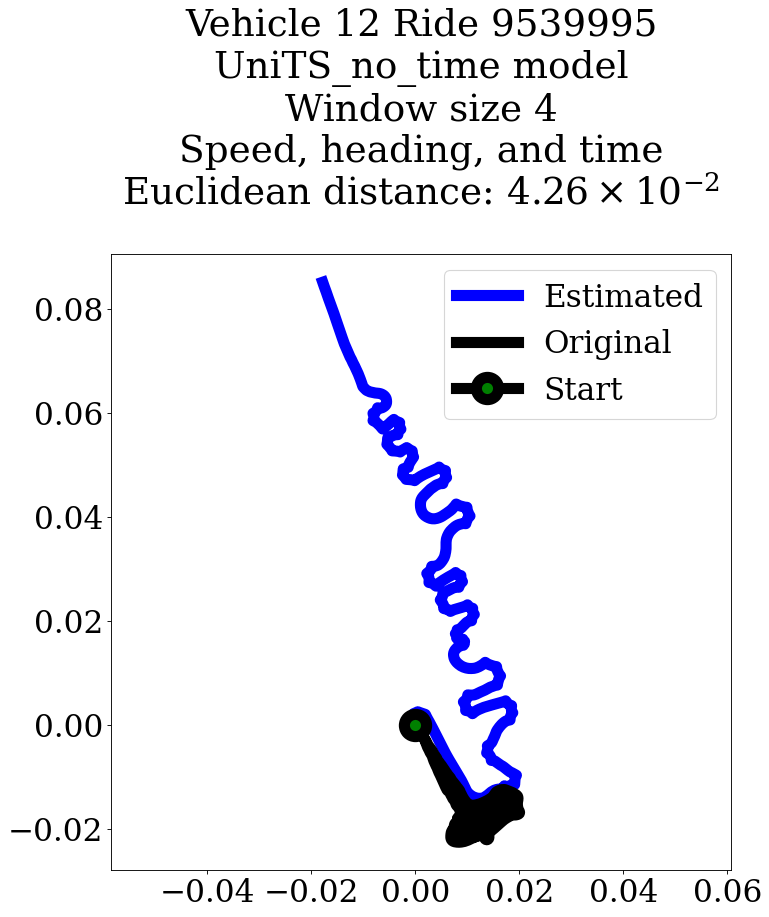 Vehicle 12 Ride 9539995
UniTS_no_time model
Window size 4
Speed, heading, and time
Euclidean distance: 4.26 × 10⁻²
Estimated
Original
Start
0.08
0.06
0.04
0.02
0.00
−0.02
−0.04 −0.02 0.00 0.02 0.04 0.06